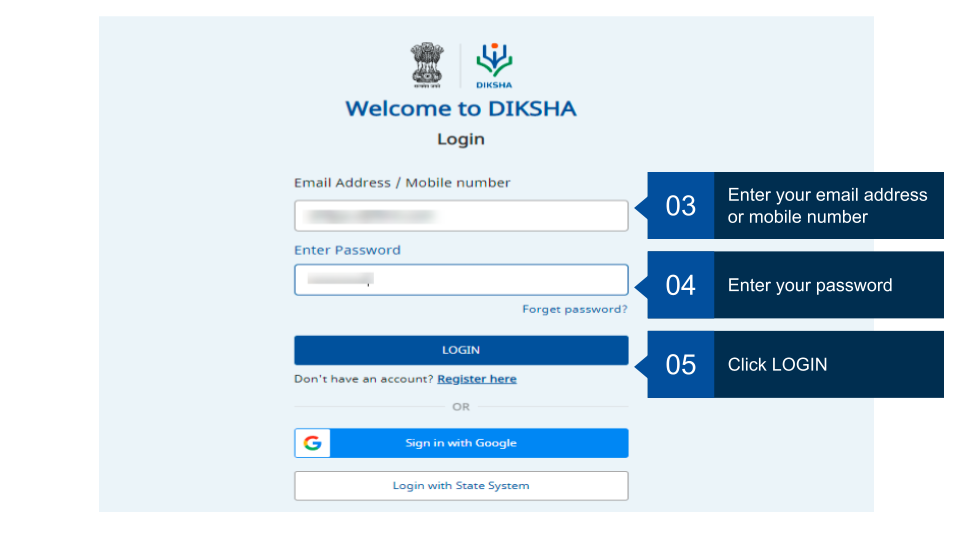 DIKSHA
Welcome to DIKSHA
Login
Email Address / Mobile number
03
Enter your email address
or mobile number
Enter Password
04
Enter your password
Forget password?
LOGIN
05
Click LOGIN
Don't have an account? Register here
OR
G
Sign in with Google
Login with State System